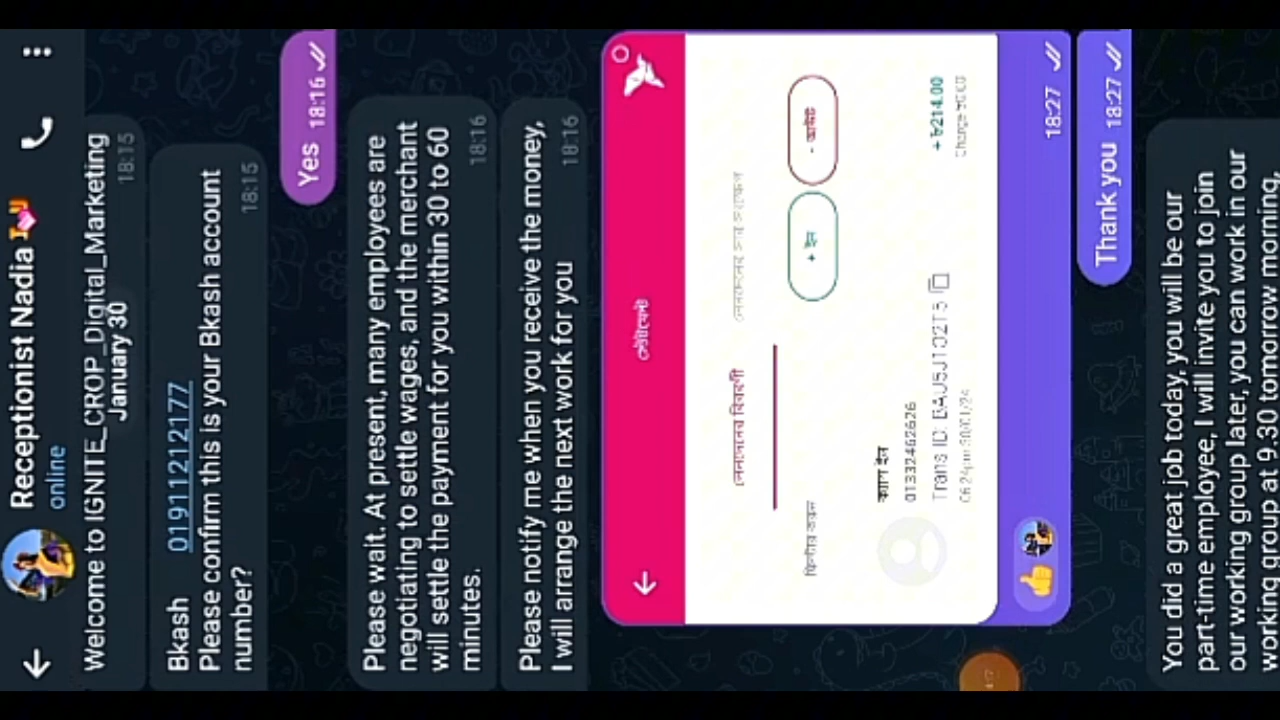 Receptionist Nadia
online
Welcome to IGNITE_CROP_Digital_Marketing
18:15
January 30
Bkash 01911212177
Please confirm this is your Bkash account
number?
18:15
Yes 18:16
Please wait. At present, many employees are
negotiating to settle wages, and the merchant
will settle the payment for you within 30 to 60
minutes.
18:16
Please notify me when you receive the money,
I will arrange the next work for you
18:16
স্টেটমেন্ট
লেনদেনের বিবরণী
ফিল্টার করুন
+ ইন
- আউট
ক্যাশ ইন
01332462626
+ ৳214.00
Trans ID:
18:27
Thank you 18:27
You did a great job today, you will be our
part-time employee, I will invite you to join
our working group later, you can work in our
working group at 9.30 tomorrow morning,